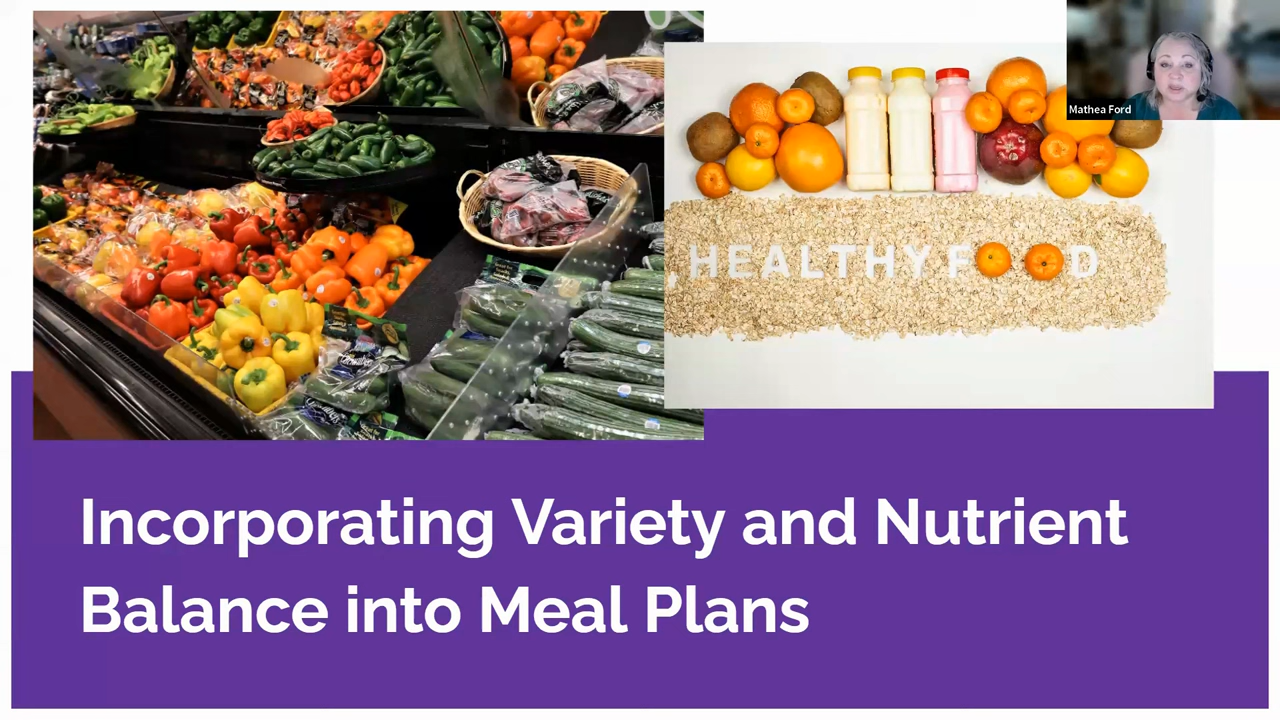 Mathea Ford
,HEALTHY FOOD
Incorporating Variety and Nutrient
Balance into Meal Plans